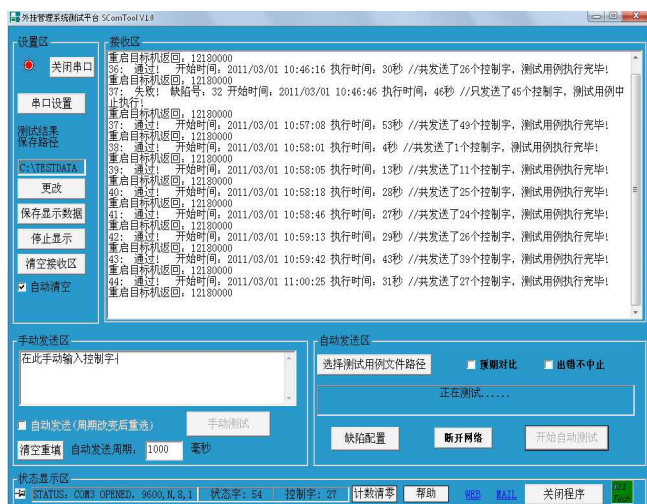 外挂管理系统测试平台 SComTool V1.0
设置区
关闭串口
串口设置
测试结果
保存路径
C:\TESTDATA
更改
保存显示数据
停止显示
清空接收区
自动清空
接收区
重启目标机返回: 12180000
36: 通过! 开始时间: 2011/03/01 10:46:16 执行时间: 30秒 //共发送了26个控制字, 测试用例执行完毕!
重启目标机返回: 12180000
37: 失败! 缺陷号: 32 开始时间: 2011/03/01 10:46:46 执行时间: 46秒 //只发送了45个控制字, 测试用例中
止执行!
重启目标机返回: 12180000
37: 通过! 开始时间: 2011/03/01 10:57:08 执行时间: 53秒 //共发送了49个控制字, 测试用例执行完毕!
重启目标机返回: 12180000
38: 通过! 开始时间: 2011/03/01 10:58:01 执行时间: 4秒 //共发送了1个控制字, 测试用例执行完毕!
重启目标机返回: 12180000
39: 通过! 开始时间: 2011/03/01 10:58:05 执行时间: 13秒 //共发送了11个控制字, 测试用例执行完毕!
重启目标机返回: 12180000
40: 通过! 开始时间: 2011/03/01 10:58:18 执行时间: 28秒 //共发送了25个控制字, 测试用例执行完毕!
重启目标机返回: 12180000
41: 通过! 开始时间: 2011/03/01 10:58:46 执行时间: 27秒 //共发送了24个控制字, 测试用例执行完毕!
重启目标机返回: 12180000
42: 通过! 开始时间: 2011/03/01 10:59:13 执行时间: 29秒 //共发送了26个控制字, 测试用例执行完毕!
重启目标机返回: 12180000
43: 通过! 开始时间: 2011/03/01 10:59:42 执行时间: 43秒 //共发送了39个控制字, 测试用例执行完毕!
重启目标机返回: 12180000
44: 通过! 开始时间: 2011/03/01 11:00:25 执行时间: 31秒 //共发送了27个控制字, 测试用例执行完毕!
重启目标机返回: 12180000
手动发送区
在此手动输入控制字
自动发送(周期改变后重选)
手动测试
清空重填 自动发送周期: 1000 毫秒
自动发送区
选择测试用例文件路径 预期对比 出错不中止
正在测试......
缺陷配置 断开网络 开始自动测试
状态显示区
STATUS: COM3 OPENED, 9600,N,8,1 状态字: 54 控制字: 27 计数清零 帮助 WEB MAIL 关闭程序
Tech